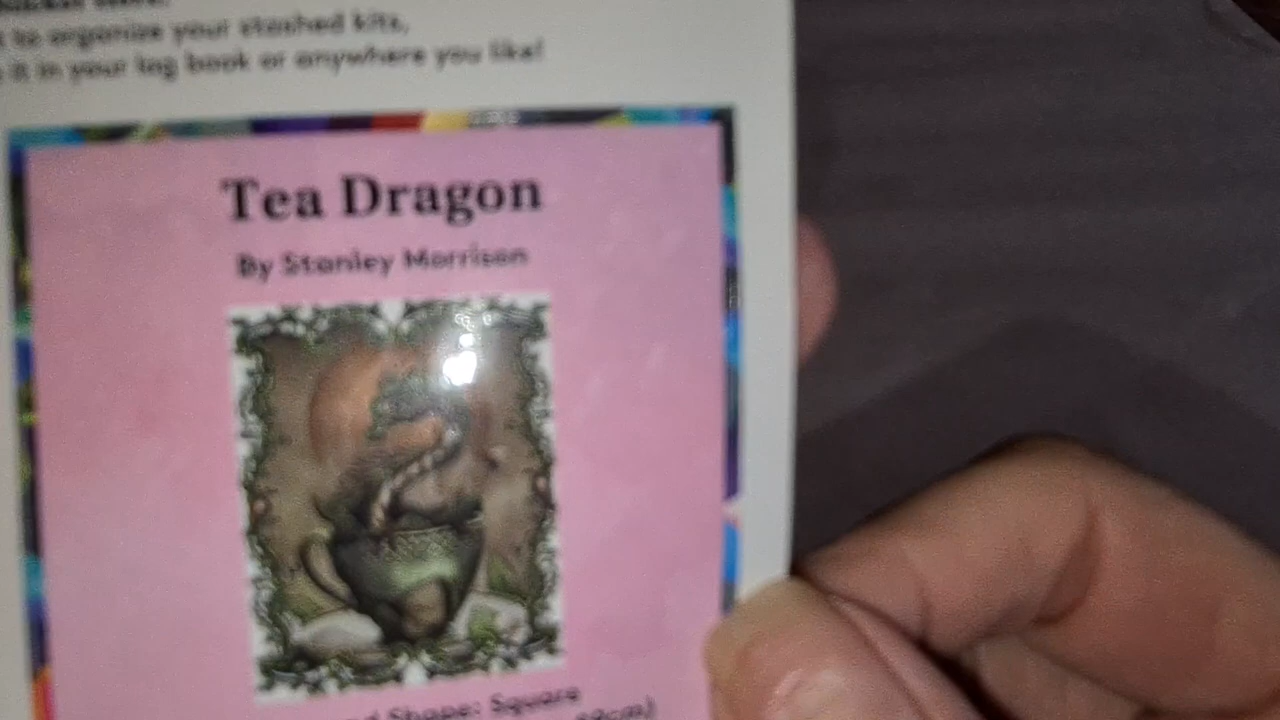 to organize your stashed kits,
it in your log book or anywhere you like!
Tea Dragon
By Stanley Morrison
Shape: Square